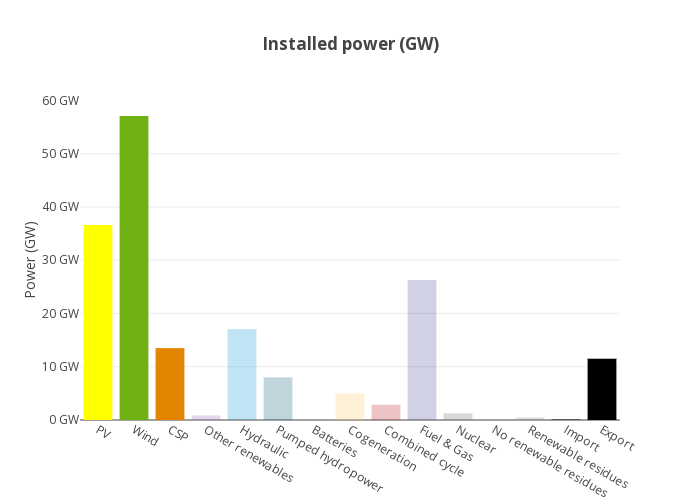 Installed power (GW)
60 GW
50 GW
40 GW
30 GW
20 GW
10 GW
0 GW
Power (GW)
PV
Wind
CSP
Other renewables
Hydraulic
Pumped hydropower
Batteries
Cogeneration
Combined cycle
Fuel & Gas
Nuclear
No renewable residues
Renewable residues
Import
Export